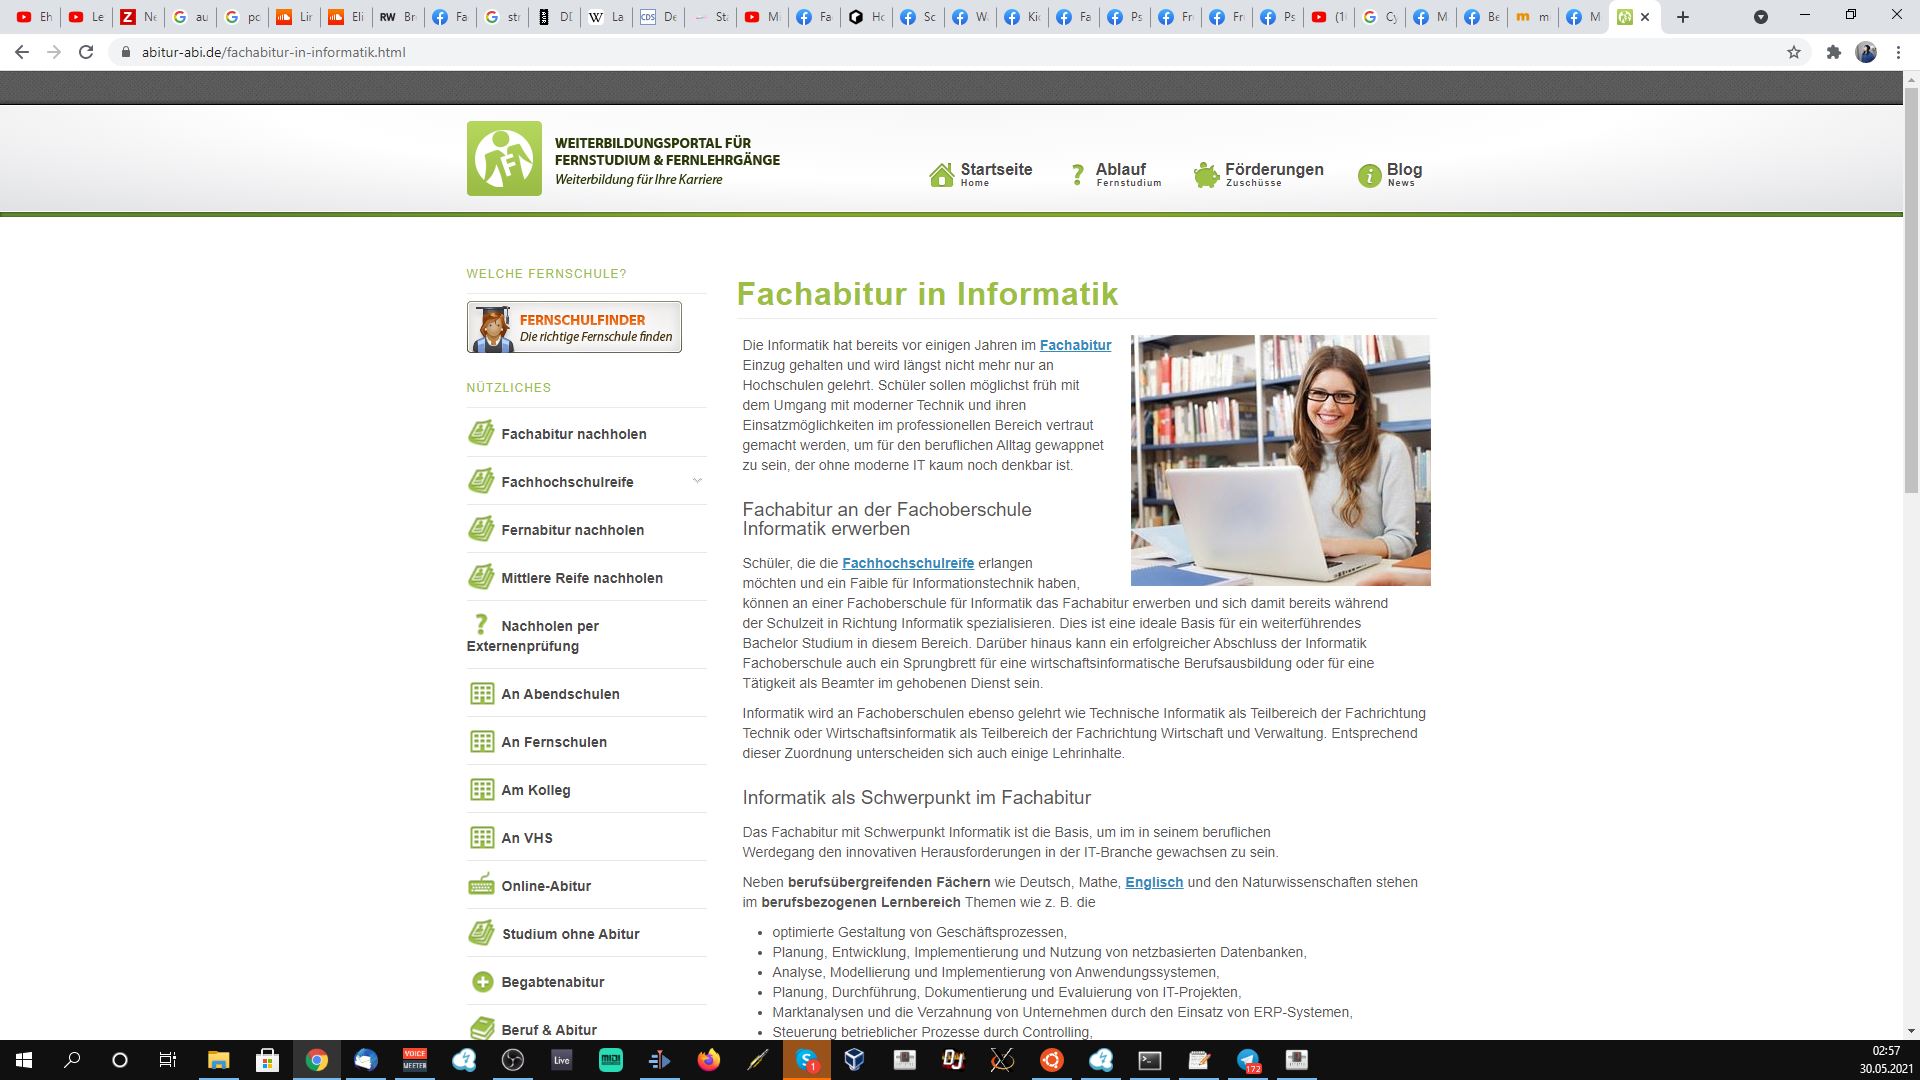 Eh
Le
Ne
au
pc
Lir
Eli
RW Br
Fa
str
DI
W La
CDS De
Sta
Mi
Fac
Ho
Sc
Wa
Kic
Fa
Ps
Fr
Fr
Ps
(1(
Cy
M
Be
m
M
abitur-abi.de/fachabitur-in-informatik.html
WEITERBILDUNGSPORTAL FÜR
FERNSTUDIUM & FERNLEHRGÄNGE
Weiterbildung für Ihre Karriere
Startseite
Home
Ablauf
Fernstudium
Förderungen
Zuschüsse
Blog
News
WELCHE FERNSCHULE?
FERNSCHULFINDER
Die richtige Fernschule finden
NÜTZLICHES
Fachabitur nachholen
Fachhochschulreife
Fernabitur nachholen
Mittlere Reife nachholen
Nachholen per
Externenprüfung
An Abendschulen
An Fernschulen
Am Kolleg
An VHS
Online-Abitur
Studium ohne Abitur
Begabtenabitur
Beruf & Abitur
Fachabitur in Informatik
Die Informatik hat bereits vor einigen Jahren im Fachabitur
Einzug gehalten und wird längst nicht mehr nur an
Hochschulen gelehrt. Schüler sollen möglichst früh mit
dem Umgang mit moderner Technik und ihren
Einsatzmöglichkeiten im professionellen Bereich vertraut
gemacht werden, um für den beruflichen Alltag gewappnet
zu sein, der ohne moderne IT kaum noch denkbar ist.
Fachabitur an der Fachoberschule
Informatik erwerben
Schüler, die die Fachhochschulreife erlangen
möchten und ein Faible für Informationstechnik haben,
können an einer Fachoberschule für Informatik das Fachabitur erwerben und sich damit bereits während
der Schulzeit in Richtung Informatik spezialisieren. Dies ist eine ideale Basis für ein weiterführendes
Bachelor Studium in diesem Bereich. Darüber hinaus kann ein erfolgreicher Abschluss der Informatik
Fachoberschule auch ein Sprungbrett für eine wirtschaftsinformatische Berufsausbildung oder für eine
Tätigkeit als Beamter im gehobenen Dienst sein.
Informatik wird an Fachoberschulen ebenso gelehrt wie Technische Informatik als Teilbereich der Fachrichtung
Technik oder Wirtschaftsinformatik als Teilbereich der Fachrichtung Wirtschaft und Verwaltung. Entsprechend
dieser Zuordnung unterscheiden sich auch einige Lehrinhalte.
Informatik als Schwerpunkt im Fachabitur
Das Fachabitur mit Schwerpunkt Informatik ist die Basis, um im in seinem beruflichen
Werdegang den innovativen Herausforderungen in der IT-Branche gewachsen zu sein.
Neben berufsübergreifenden Fächern wie Deutsch, Mathe, Englisch und den Naturwissenschaften stehen
im berufsbezogenen Lernbereich Themen wie z. B. die
• optimierte Gestaltung von Geschäftsprozessen,
• Planung, Entwicklung, Implementierung und Nutzung von netzbasierten Datenbanken,
• Analyse, Modellierung und Implementierung von Anwendungssystemen,
• Planung, Durchführung, Dokumentierung und Evaluierung von IT-Projekten,
• Marktanalysen und die Verzahnung von Unternehmen durch den Einsatz von ERP-Systemen,
• Steuerung betrieblicher Prozesse durch Controlling,
VOICE
MEETER
Live
MIDI
1
172
02:57
30.05.2021